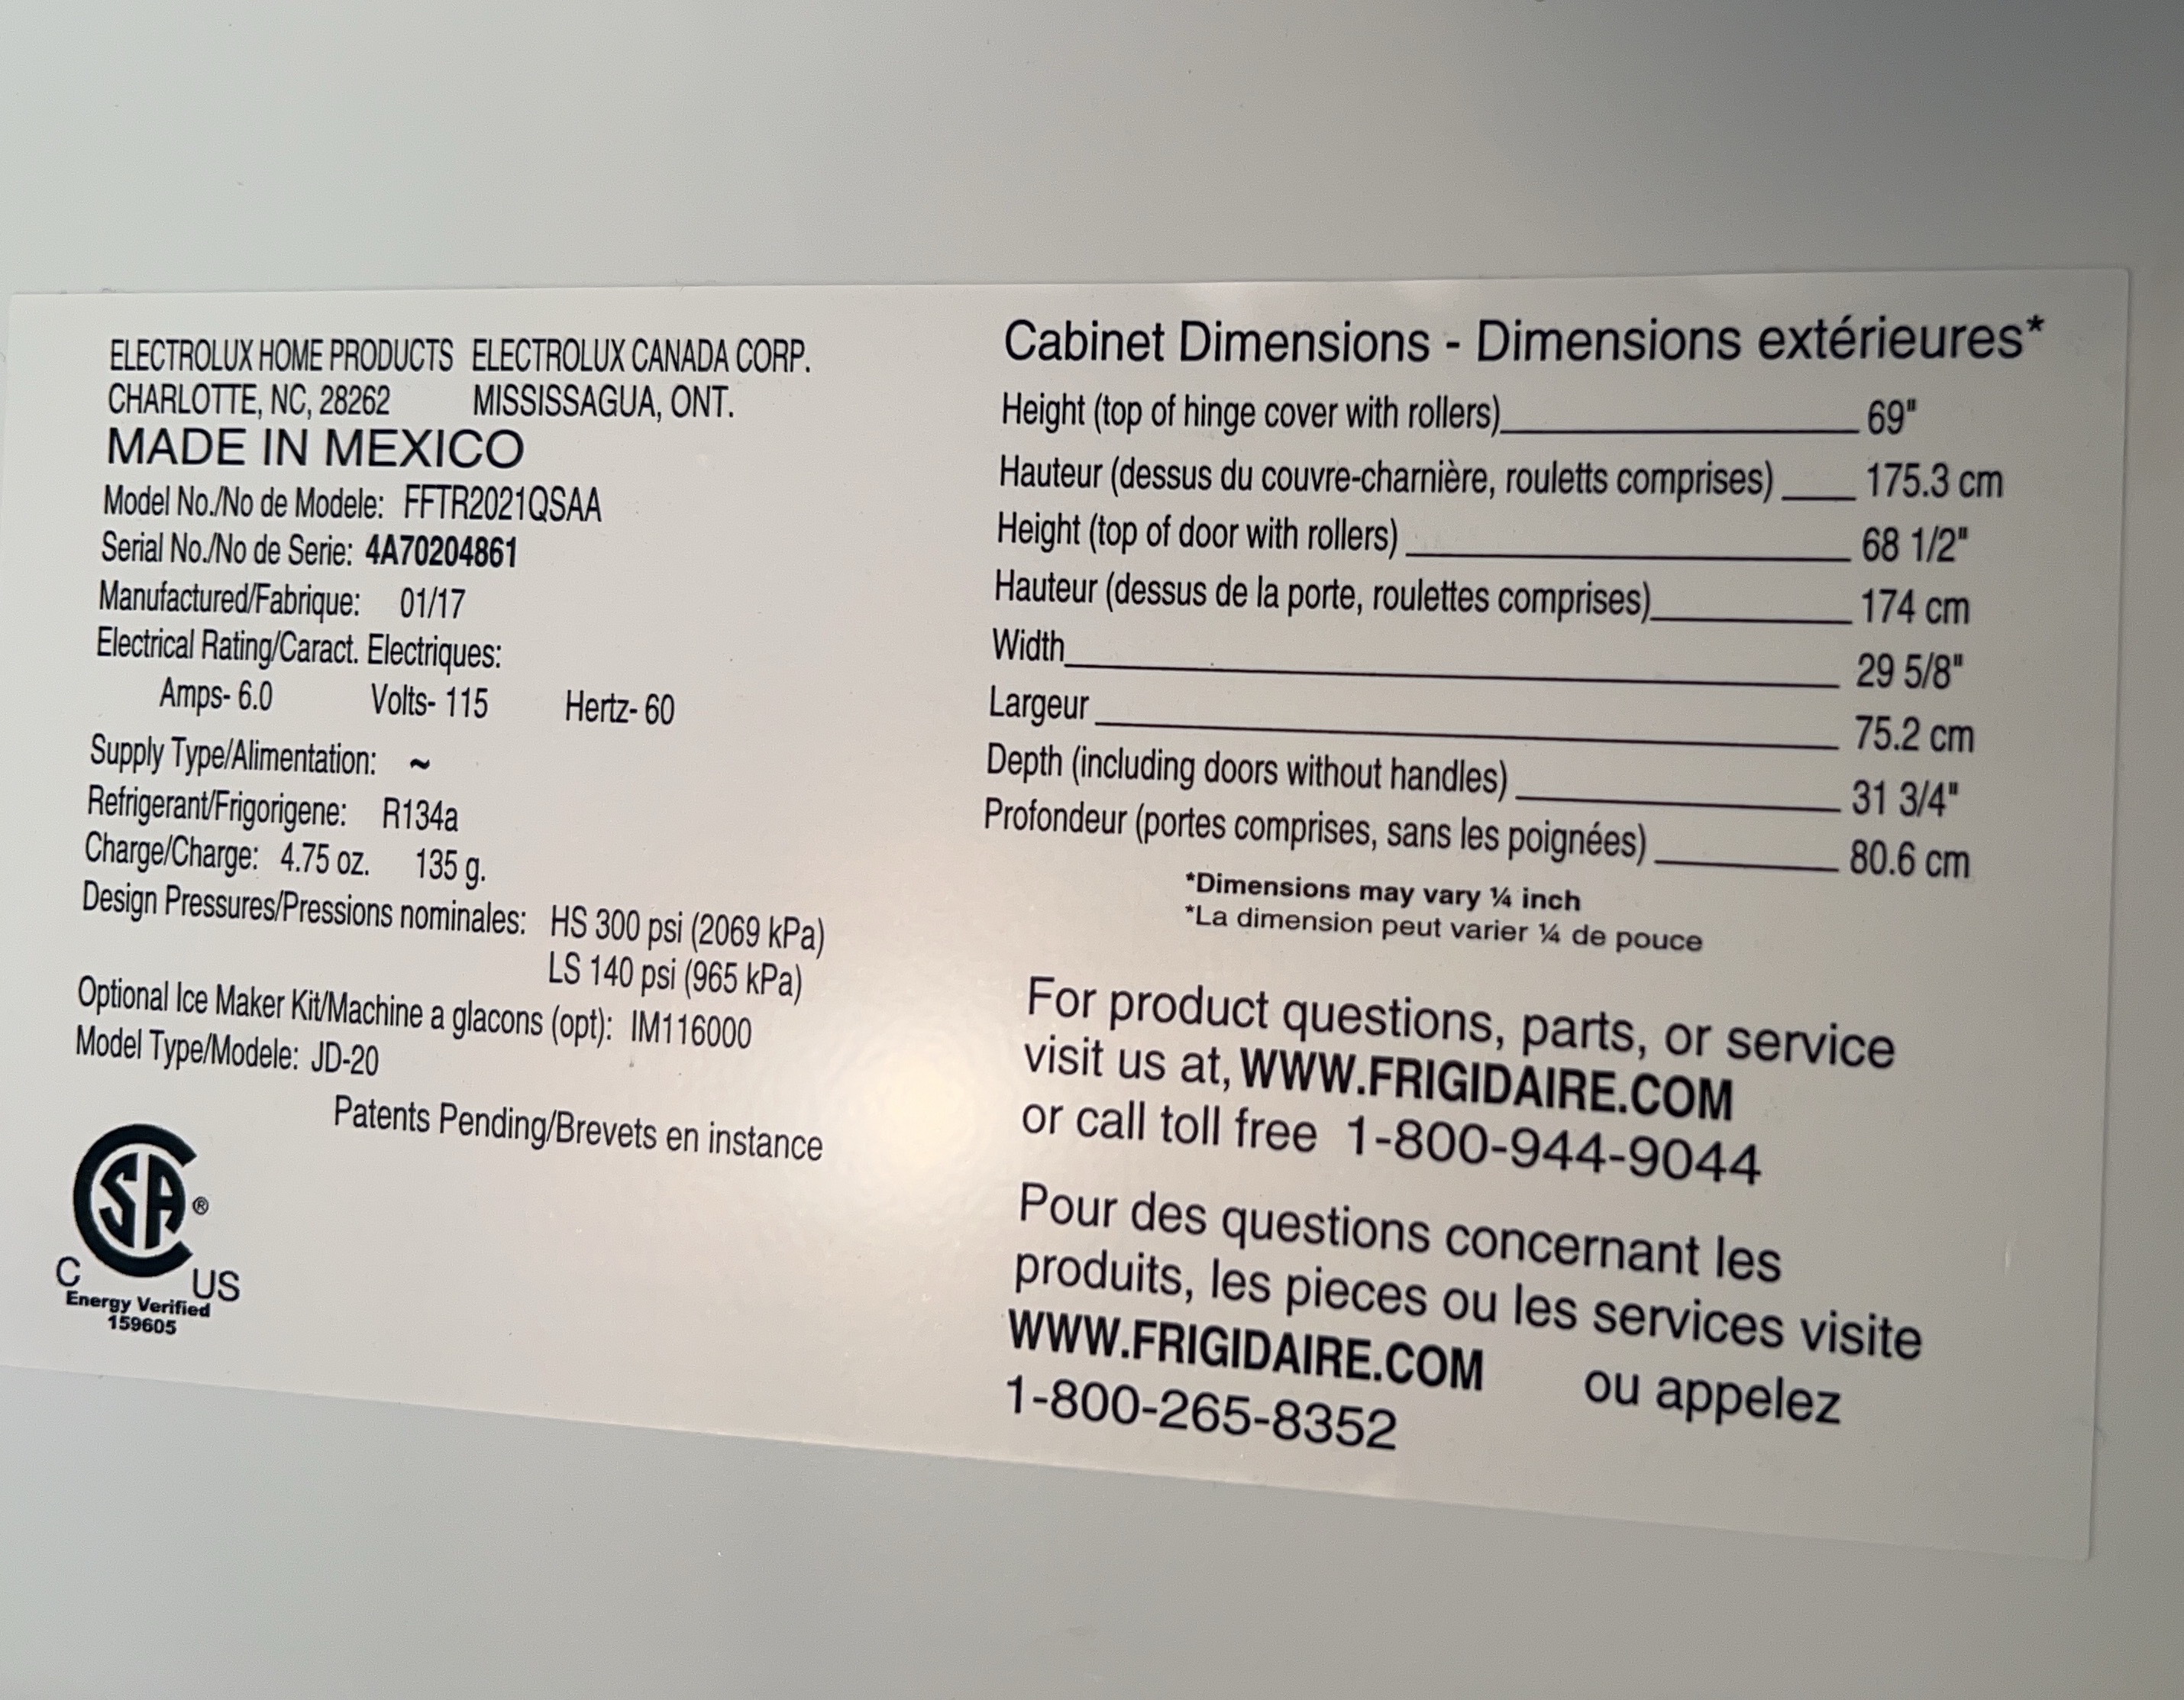 ELECTROLUX HOME PRODUCTS ELECTROLUX CANADA CORP.
CHARLOTTE, NC, 28262 MISSISSAGUA, ONT.
MADE IN MEXICO
Model No./No de Modele: FFTR2021QSAA
Serial No./No de Serie: 4A70204861
Manufactured/Fabrique: 01/17
Electrical Rating/Caract. Electriques:
Amps- 6.0 Volts- 115 Hertz- 60
Supply Type/Alimentation: ~
Refrigerant/Frigorigene: R134a
Charge/Charge: 4.75 oz. 135 g.
Design Pressures/Pressions nominales: HS 300 psi (2069 kPa)
LS 140 psi (965 kPa)
Optional Ice Maker Kit/Machine a glacons (opt): IM116000
Model Type/Modele: JD-20
Patents Pending/Brevets en instance
CSA ®
C US
Energy Verified
159605
Cabinet Dimensions - Dimensions extérieures*
Height (top of hinge cover with rollers) 69"
Hauteur (dessus du couvre-charnière, rouletts comprises) 175.3 cm
Height (top of door with rollers) 68 1/2"
Hauteur (dessus de la porte, roulettes comprises) 174 cm
Width 29 5/8"
Largeur 75.2 cm
Depth (including doors without handles) 31 3/4"
Profondeur (portes comprises, sans les poignées) 80.6 cm
*Dimensions may vary ¼ inch
*La dimension peut varier ¼ de pouce
For product questions, parts, or service
visit us at, WWW.FRIGIDAIRE.COM
or call toll free 1-800-944-9044
Pour des questions concernant les
produits, les pieces ou les services visite
WWW.FRIGIDAIRE.COM ou appelez
1-800-265-8352